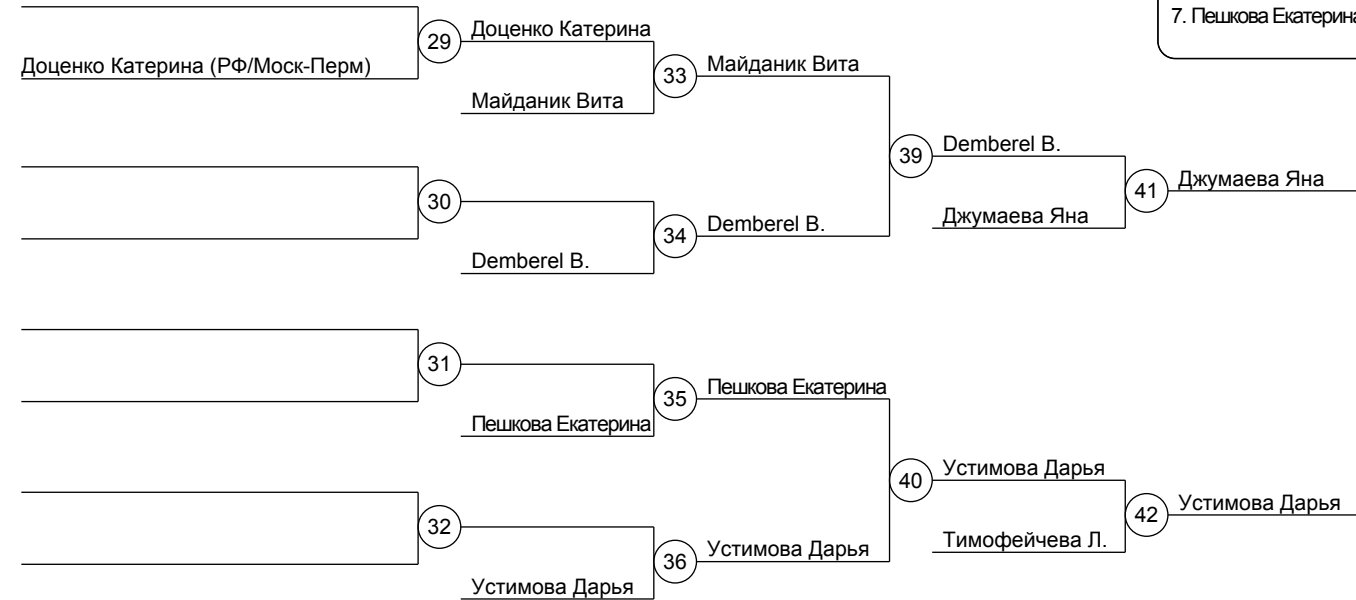 7. Пешкова Екатерина
29
Доценко Катерина
Доценко Катерина (РФ/Моск-Перм)
33
Майданик Вита
Майданик Вита
39
Demberel B.
41
Джумаева Яна
30
Джумаева Яна
34
Demberel B.
Demberel B.
31
35
Пешкова Екатерина
Пешкова Екатерина
40
Устимова Дарья
42
Устимова Дарья
32
Тимофейчева Л.
36
Устимова Дарья
Устимова Дарья